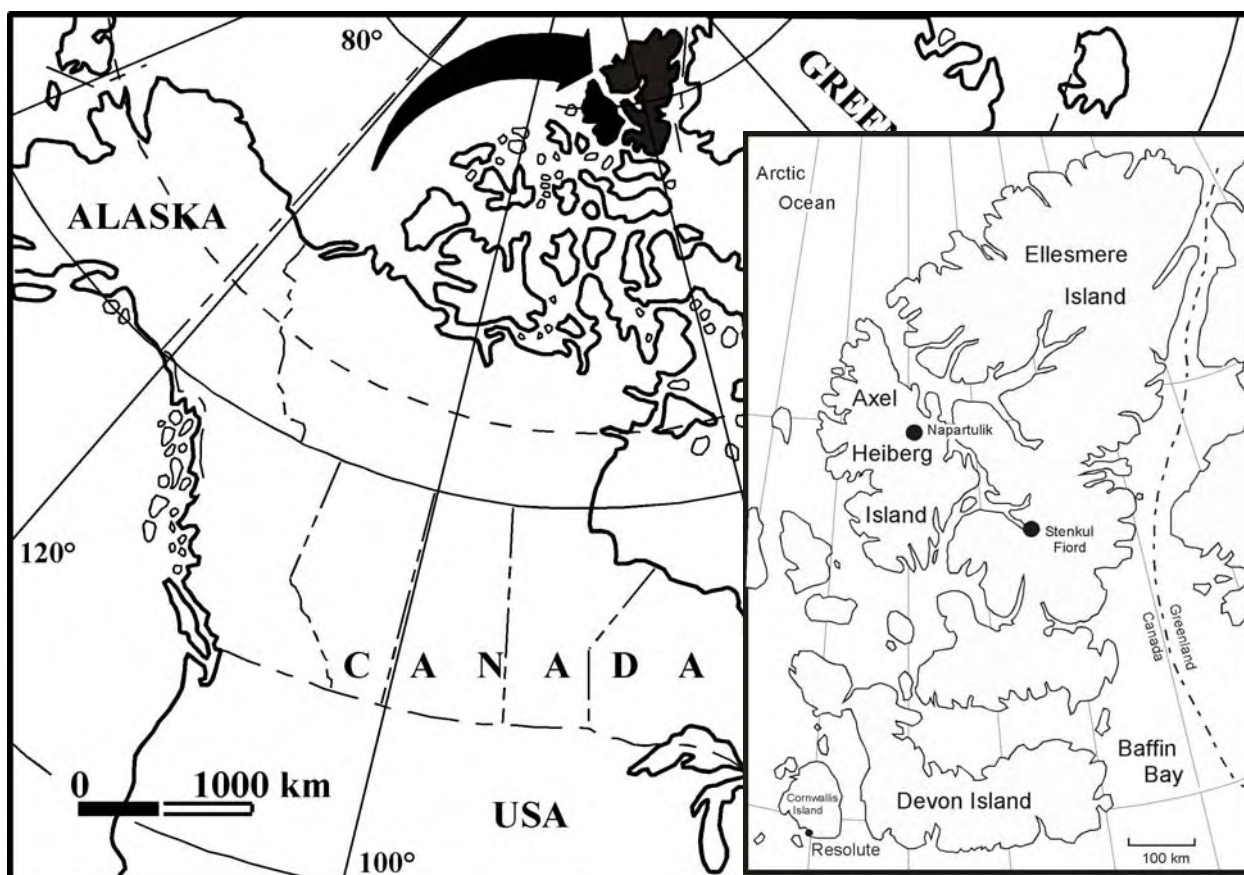 80°
GREEN
ALASKA
120°
C A N A D A
0 1000 km
USA
100°
Arctic
Ocean
Ellesmere
Island
Axel
Napartulik
Heiberg
Island
Stenkul
Fiord
Greenland
Canada
Baffin
Bay
Cornwallis
Island
Devon Island
Resolute
100 km